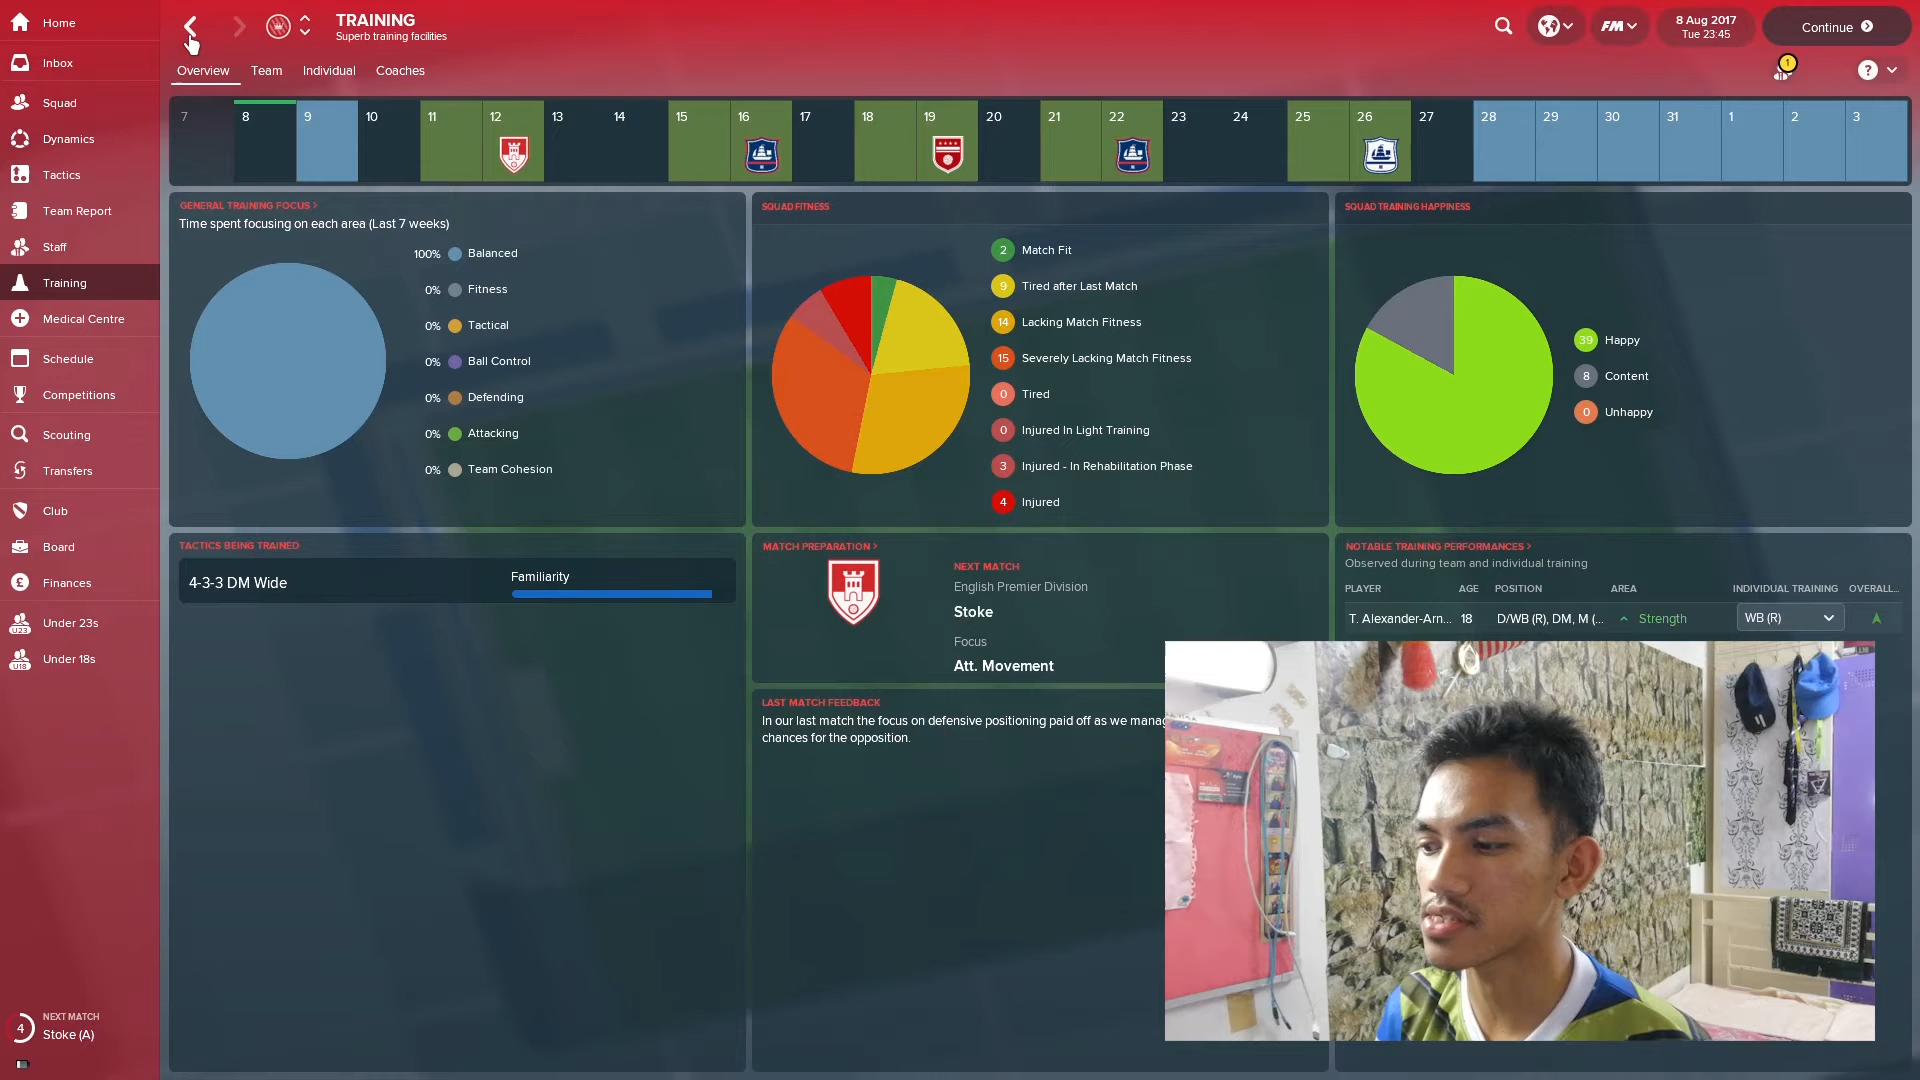 Home
Inbox
Squad
Dynamics
Tactics
Team Report
Staff
Training
Medical Centre
Schedule
Competitions
Scouting
Transfers
Club
Board
Finances
U23
Under 23s
U18
Under 18s
4
NEXT MATCH
Stoke (A)
TRAINING
Superb training facilities
FM
8 Aug 2017
Tue 23:45
Continue
Overview
Team
Individual
Coaches
1
?
7
8
9
10
11
12
13
14
15
16
17
18
19
20
21
22
23
24
25
26
27
28
29
30
31
1
2
3
GENERAL TRAINING FOCUS >
Time spent focusing on each area (Last 7 weeks)
100% Balanced
0% Fitness
0% Tactical
0% Ball Control
0% Defending
0% Attacking
0% Team Cohesion
SQUAD FITNESS
2 Match Fit
9 Tired after Last Match
14 Lacking Match Fitness
15 Severely Lacking Match Fitness
0 Tired
0 Injured In Light Training
3 Injured - In Rehabilitation Phase
4 Injured
SQUAD TRAINING HAPPINESS
39 Happy
8 Content
0 Unhappy
TACTICS BEING TRAINED
4-3-3 DM Wide
Familiarity
MATCH PREPARATION >
NEXT MATCH
English Premier Division
Stoke
Focus
Att. Movement
LAST MATCH FEEDBACK
In our last match the focus on defensive positioning paid off as we
chances for the opposition.
NOTABLE TRAINING PERFORMANCES >
Observed during team and individual training
PLAYER AGE POSITION AREA INDIVIDUAL TRAINING OVERALL...
T. Alexander-Arn... 18 D/WB (R), DM, M (... Strength WB (R)